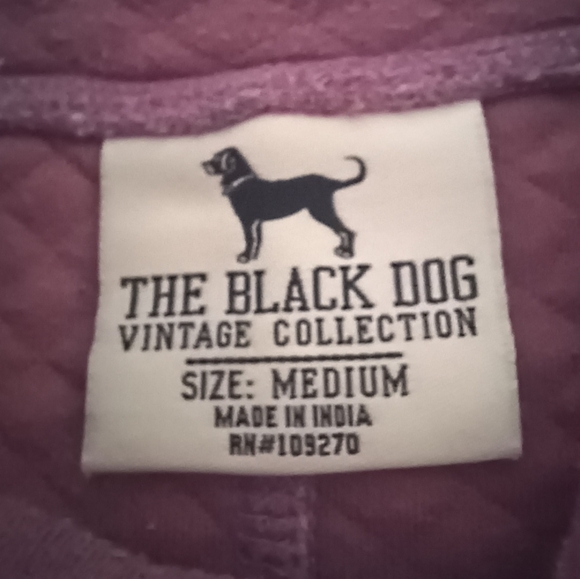 THE BLACK DOG
VINTAGE COLLECTION
SIZE: MEDIUM
MADE IN INDIA
RN#109270